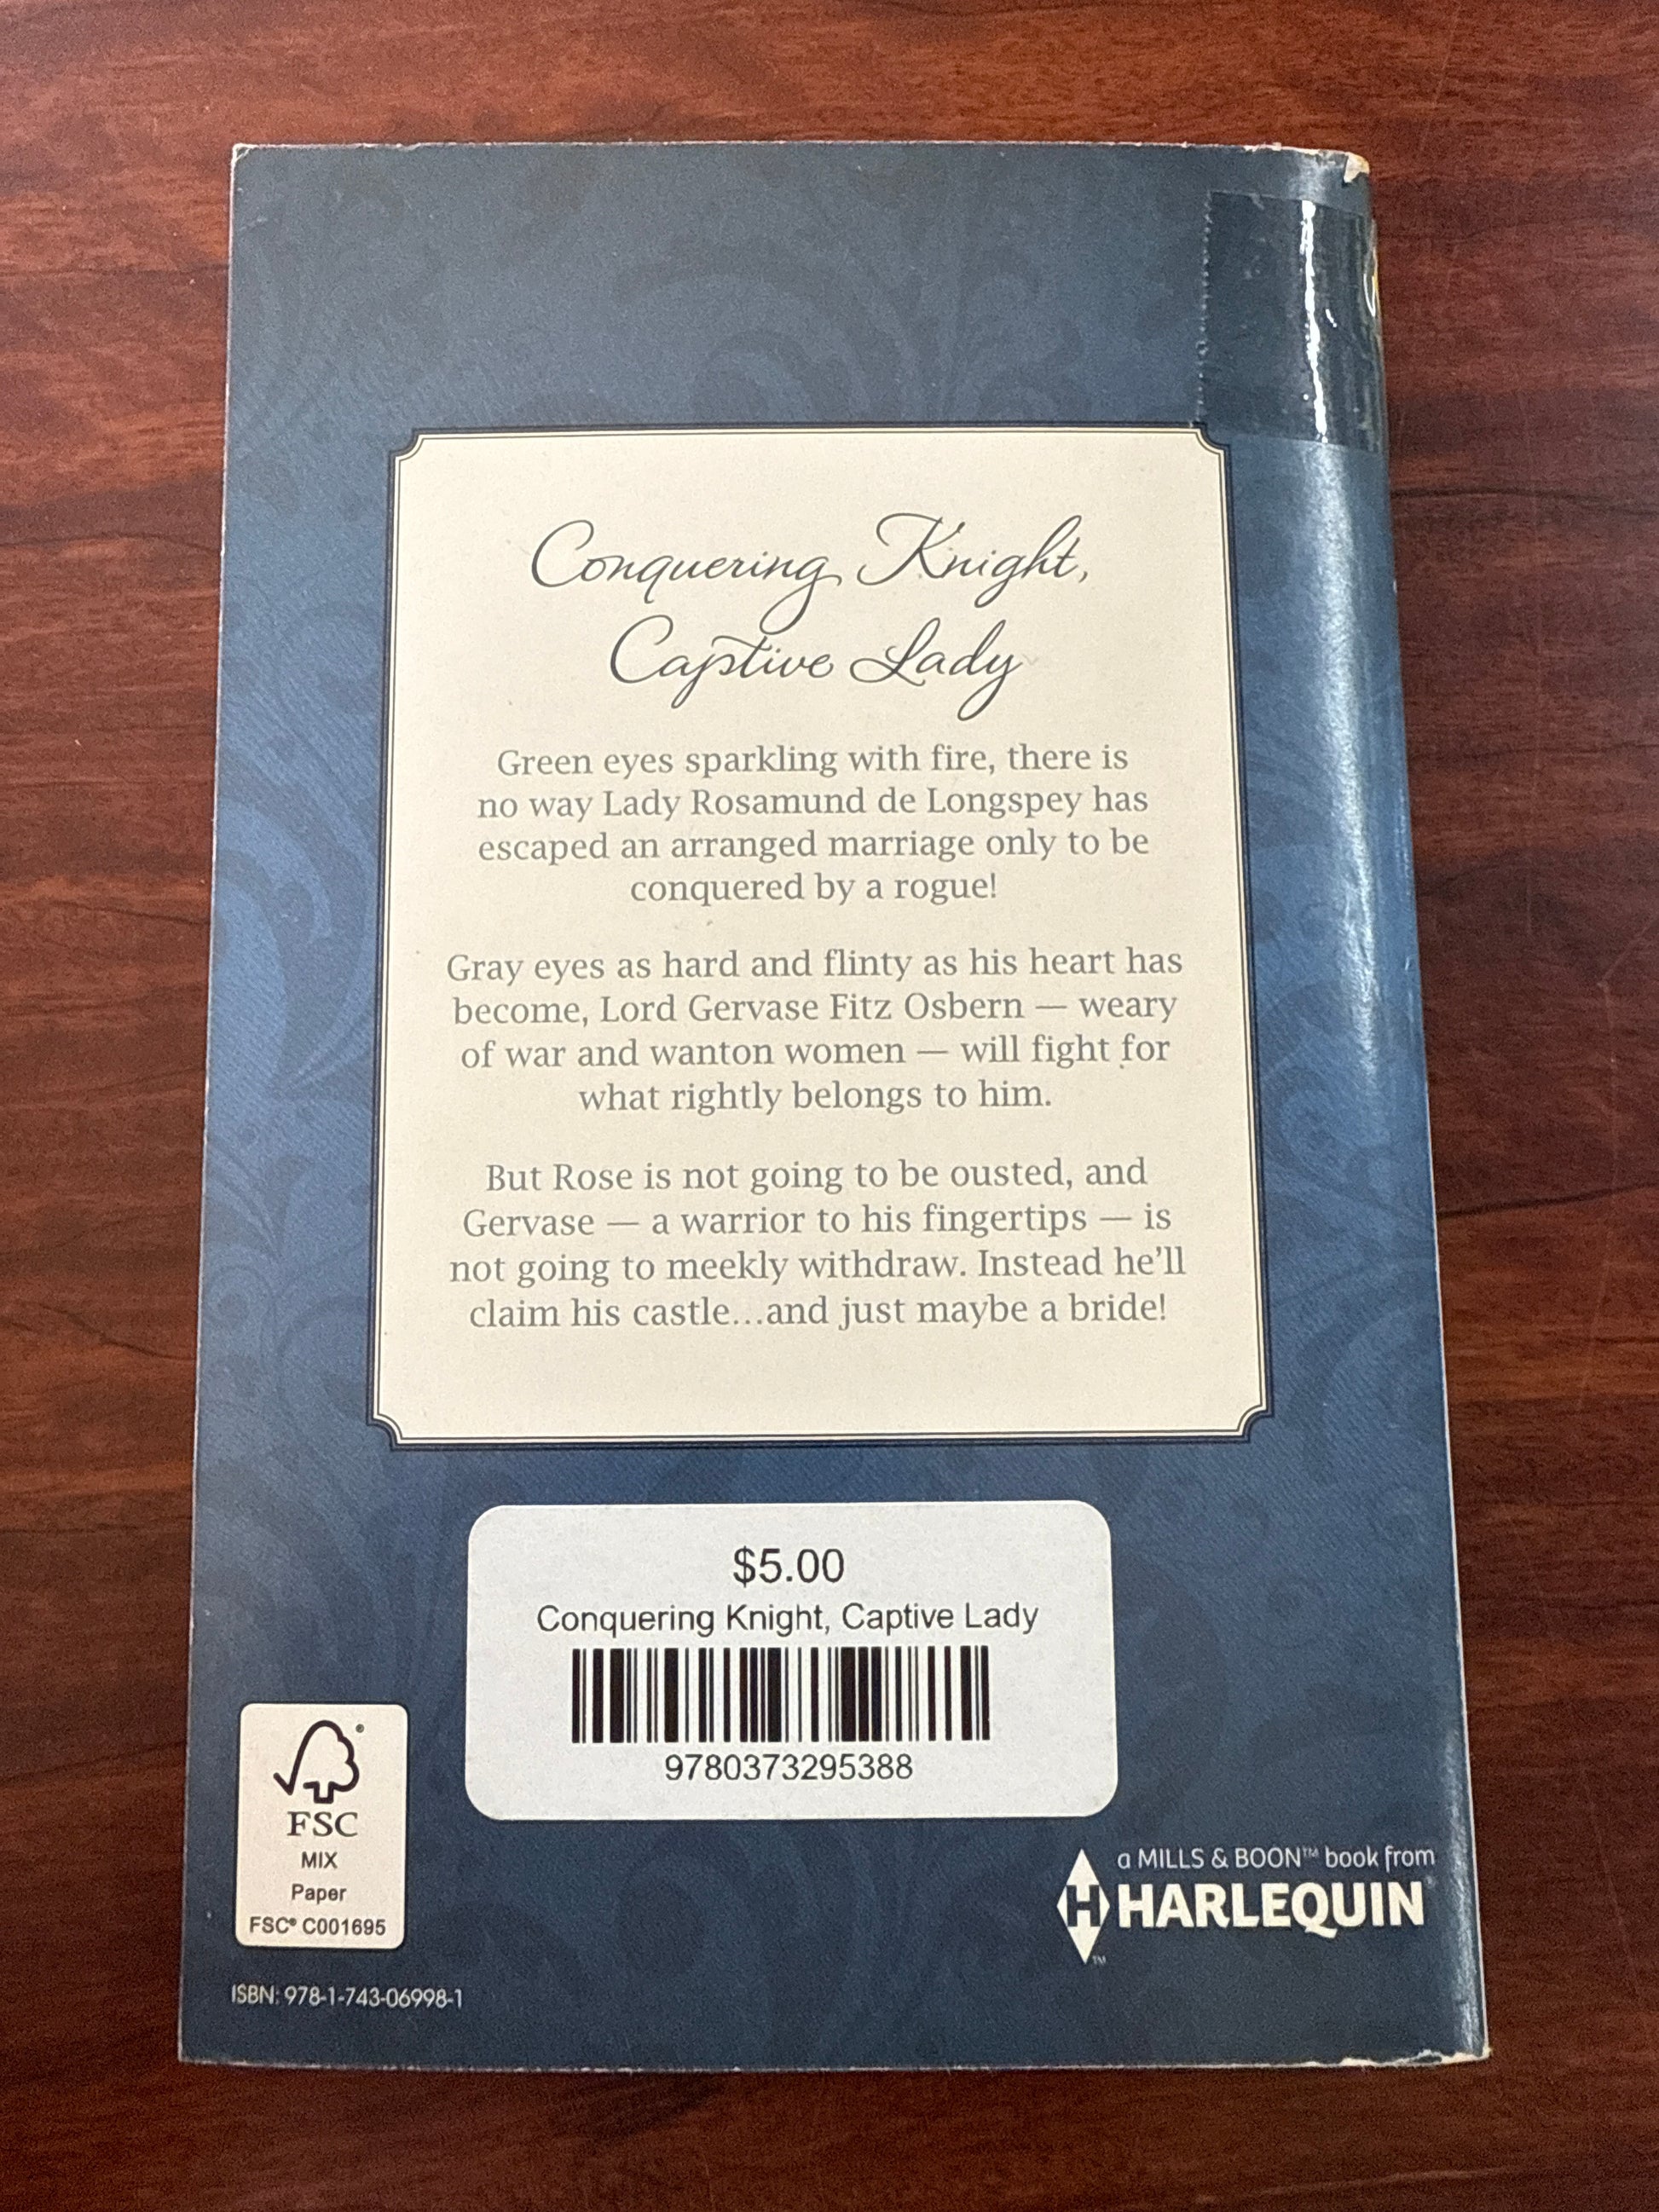 Conquering Knight,
Captive Lady
Green eyes sparkling with fire, there is
no way Lady Rosamund de Longspey has
escaped an arranged marriage only to be
conquered by a rogue!
Gray eyes as hard and flinty as his heart has
become, Lord Gervase Fitz Osbern — weary
of war and wanton women — will fight for
what rightly belongs to him.
But Rose is not going to be ousted, and
Gervase — a warrior to his fingertips — is
not going to meekly withdraw. Instead he'll
claim his castle...and just maybe a bride!
$5.00
Conquering Knight, Captive Lady
9780373295388
FSC
MIX
Paper
FSC® C001695
ISBN: 978-1-743-06998-1
a MILLS & BOON™ book from
H HARLEQUIN®
™